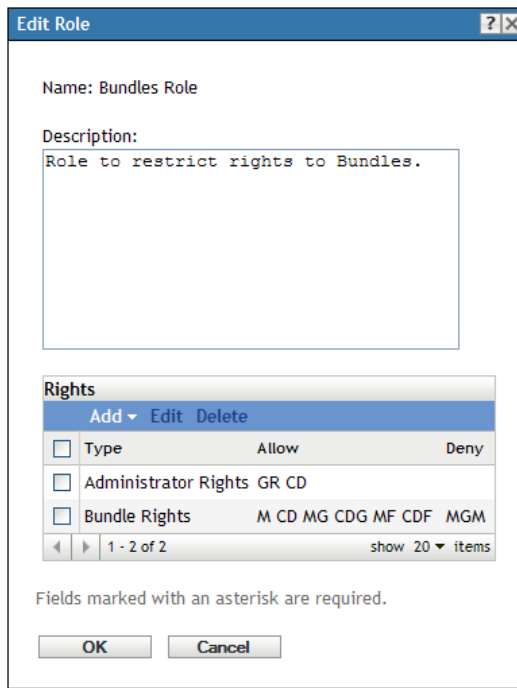 Edit Role ? X
Name: Bundles Role
Description:
Role to restrict rights to Bundles.
Rights
Add Edit Delete
Type Allow Deny
Administrator Rights GR CD
Bundle Rights M CD MG CDG MF CDF MGM
1 - 2 of 2 show 20 items
Fields marked with an asterisk are required.
OK Cancel